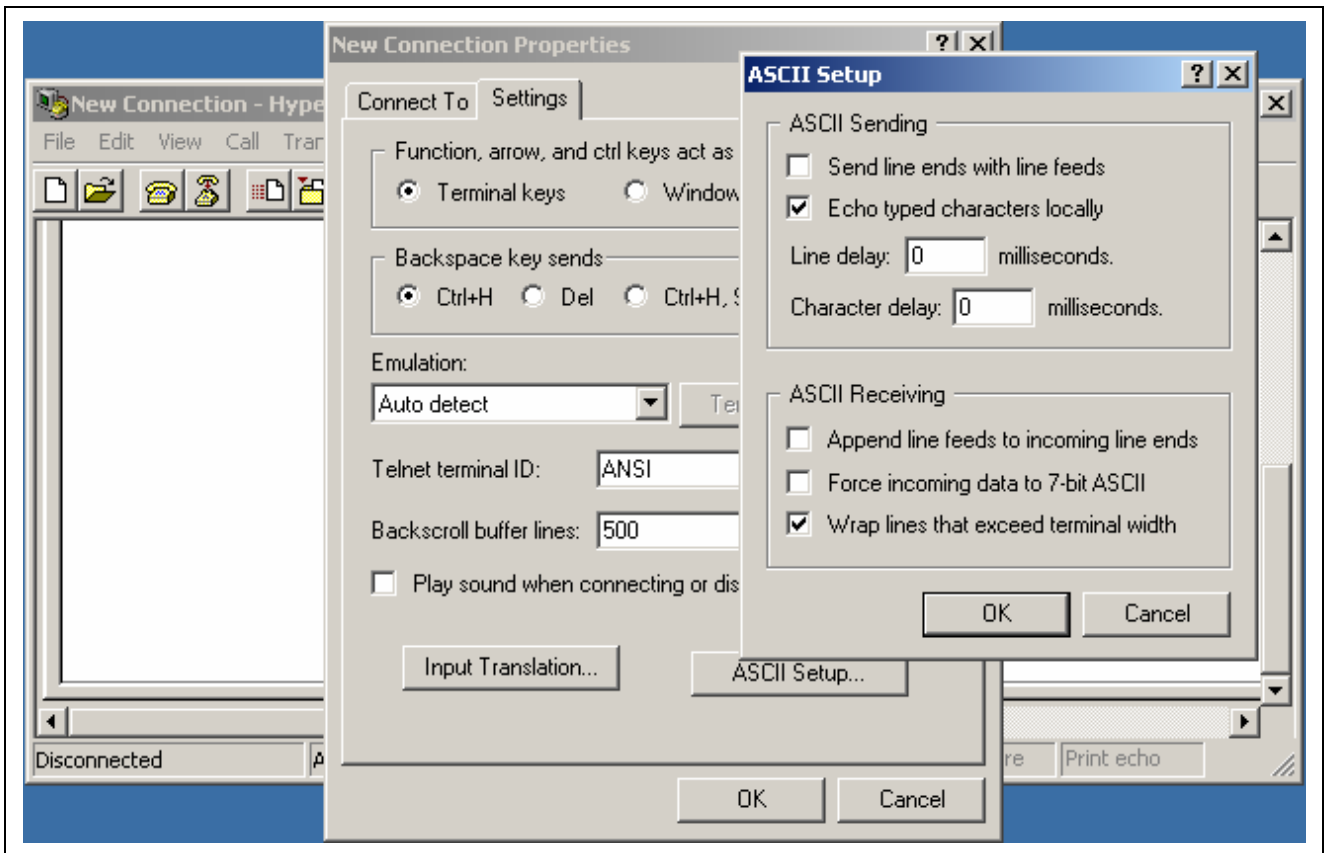 New Connection Properties
ASCII Setup
New Connection - Hype
Connect To Settings
File Edit View Call Tran
Function, arrow, and ctrl keys act as
Terminal keys Window
Backspace key sends
Ctrl+H Del Ctrl+H, S
Emulation:
Auto detect Ter
Telnet terminal ID: ANSI
Backscroll buffer lines: 500
Play sound when connecting or dis
Input Translation... ASCII Setup...
OK Cancel
ASCII Sending
Send line ends with line feeds
Echo typed characters locally
Line delay: 0 milliseconds.
Character delay: 0 milliseconds.
ASCII Receiving
Append line feeds to incoming line ends
Force incoming data to 7-bit ASCII
Wrap lines that exceed terminal width
OK Cancel
Disconnected A re Print echo